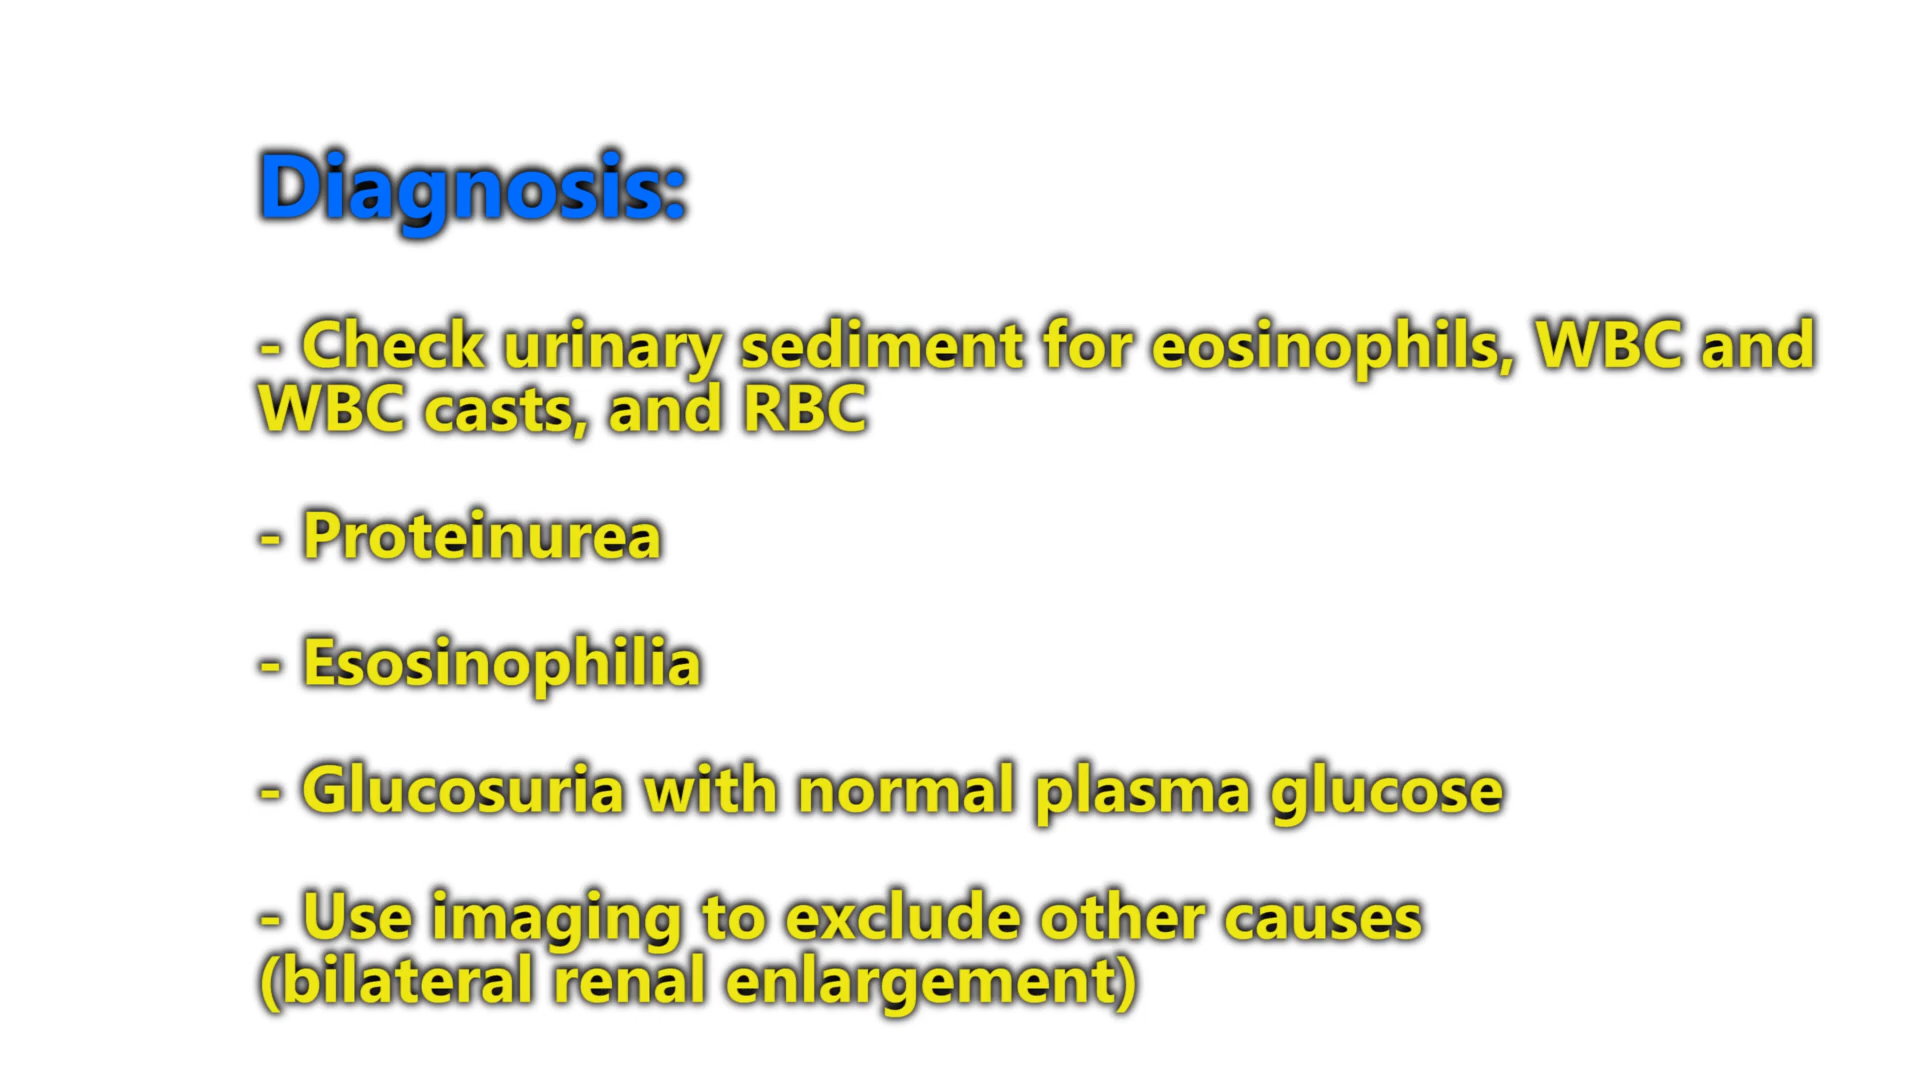 Diagnosis:
- Check urinary sediment for eosinophils, WBC and
WBC casts, and RBC
- Proteinurea
- Esosinophilia
- Glucosuria with normal plasma glucose
- Use imaging to exclude other causes
(bilateral renal enlargement)